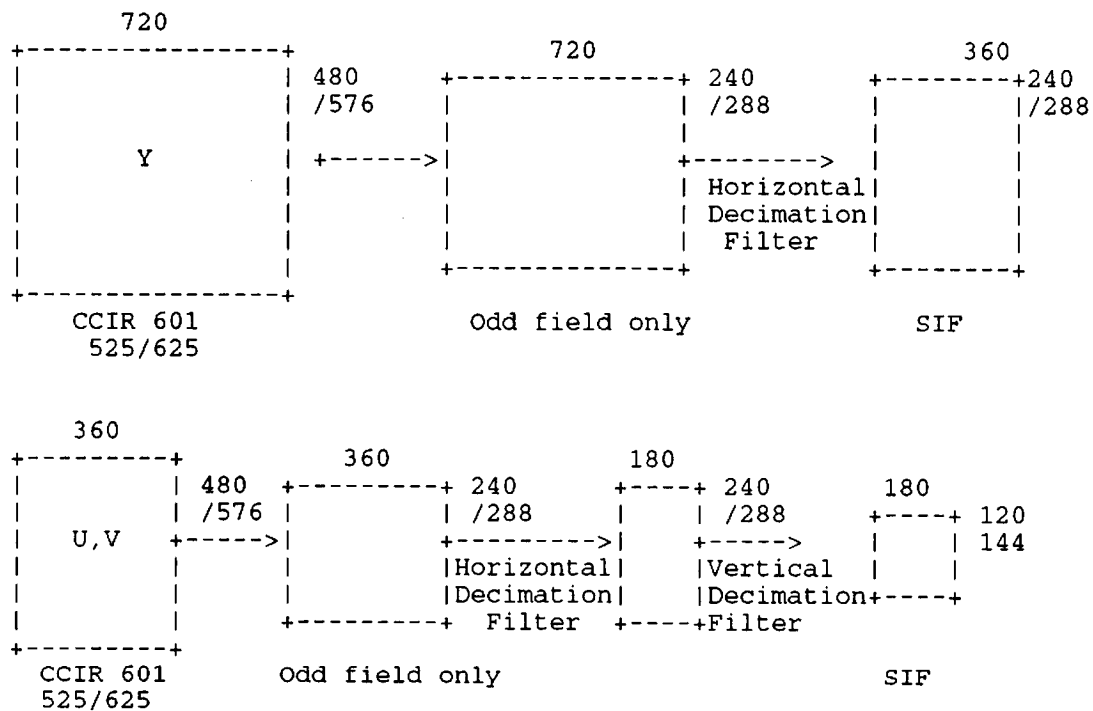 720
720
360
480
/576
240
/288
240
/288
Y
Horizontal
Decimation
Filter
CCIR 601
525/625
Odd field only
SIF
360
360
180
480
/576
240
/288
240
/288
180
120
144
U,V
Horizontal
Decimation
Filter
Vertical
Decimation
Filter
CCIR 601
525/625
Odd field only
SIF